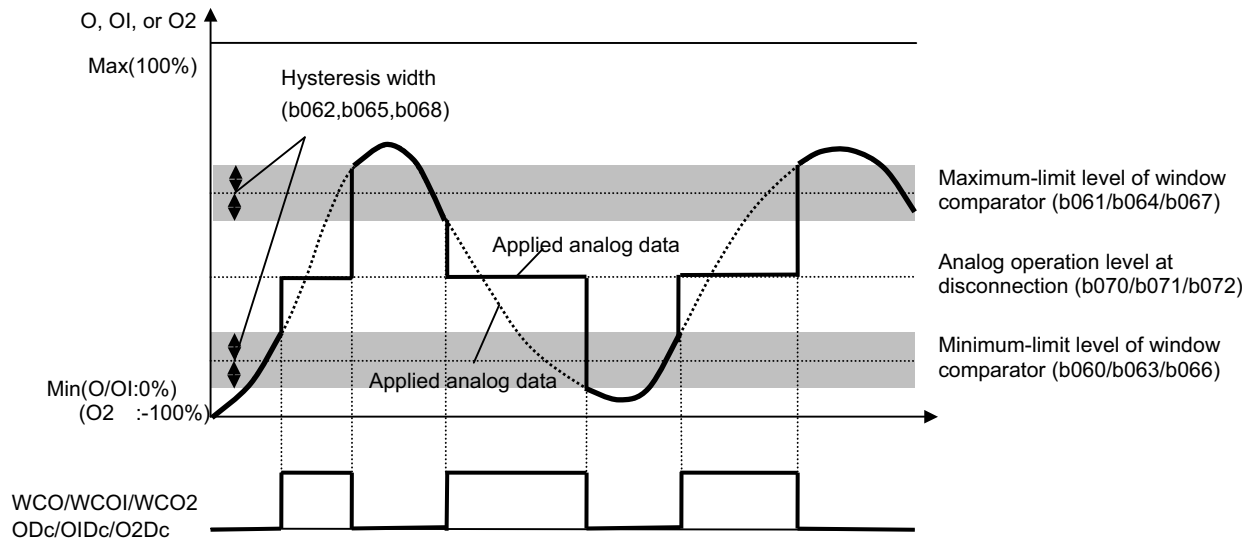 O, OI, or O2
Max(100%)
Hysteresis width
(b062,b065,b068)
Maximum-limit level of window
comparator (b061/b064/b067)
Applied analog data
Analog operation level at
disconnection (b070/b071/b072)
Minimum-limit level of window
comparator (b060/b063/b066)
Applied analog data
Min(O/OI:0%)
(O2 :-100%)
WCO/WCOI/WCO2
ODc/OIDc/O2Dc